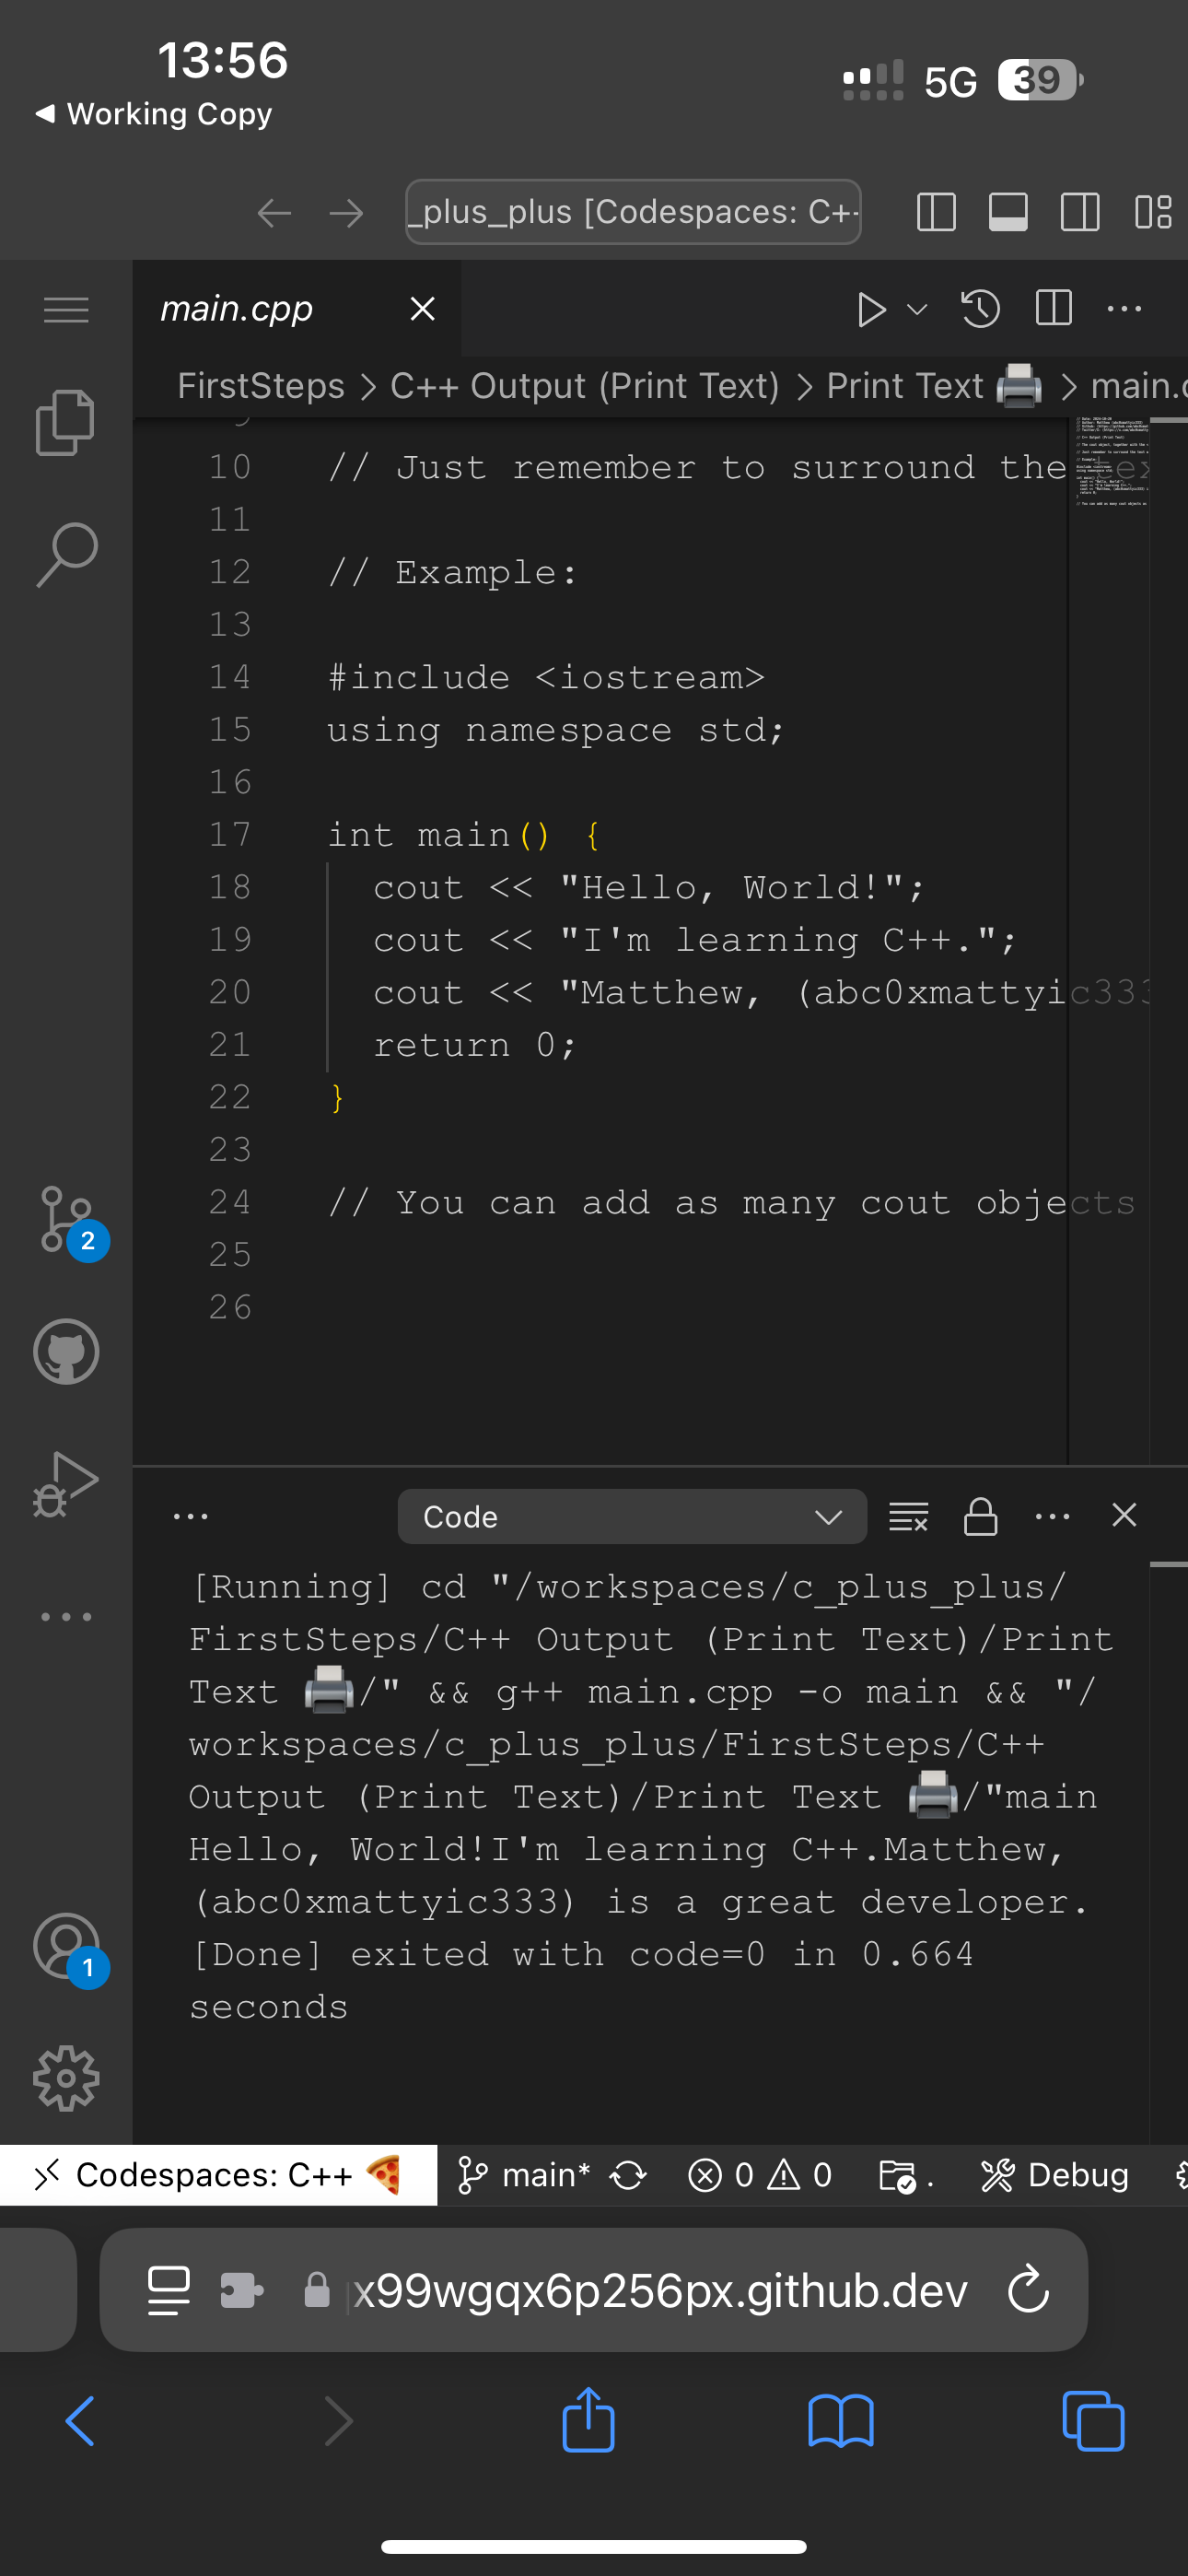 13:56
5G 39
◀ Working Copy
_plus_plus [Codespaces: C+
main.cpp
FirstSteps > C++ Output (Print Text) > Print Text 🖨️ > main.c
10 // Just remember to surround the tex
11
12 // Example:
13
14 #include <iostream>
15 using namespace std;
16
17 int main() {
18 cout << "Hello, World!";
19 cout << "I'm learning C++.";
20 cout << "Matthew, (abc0xmattyic333
21 return 0;
22 }
23
24 // You can add as many cout objects
25
26
2
Code
[Running] cd "/workspaces/c_plus_plus/
FirstSteps/C++ Output (Print Text)/Print
Text 🖨️/" && g++ main.cpp -o main && "/
workspaces/c_plus_plus/FirstSteps/C++
Output (Print Text)/Print Text 🖨️/"main
Hello, World!I'm learning C++.Matthew,
(abc0xmattyic333) is a great developer.
[Done] exited with code=0 in 0.664
seconds
1
Codespaces: C++ 🍕 main* 0 0 . Debug
x99wgqx6p256px.github.dev